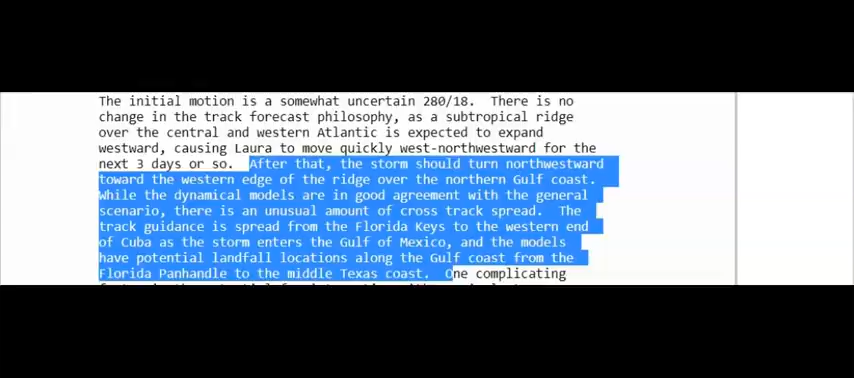 The initial motion is a somewhat uncertain 280/18.  There is no
change in the track forecast philosophy, as a subtropical ridge
over the central and western Atlantic is expected to expand
westward, causing Laura to move quickly west-northwestward for the
next 3 days or so.  After that, the storm should turn northwestward
toward the western edge of the ridge over the northern Gulf coast.
While the dynamical models are in good agreement with the general
scenario, there is an unusual amount of cross track spread.  The
track guidance is spread from the Florida Keys to the western end
of Cuba as the storm enters the Gulf of Mexico, and the models
have potential landfall locations along the Gulf coast from the
Florida Panhandle to the middle Texas coast.  One complicating